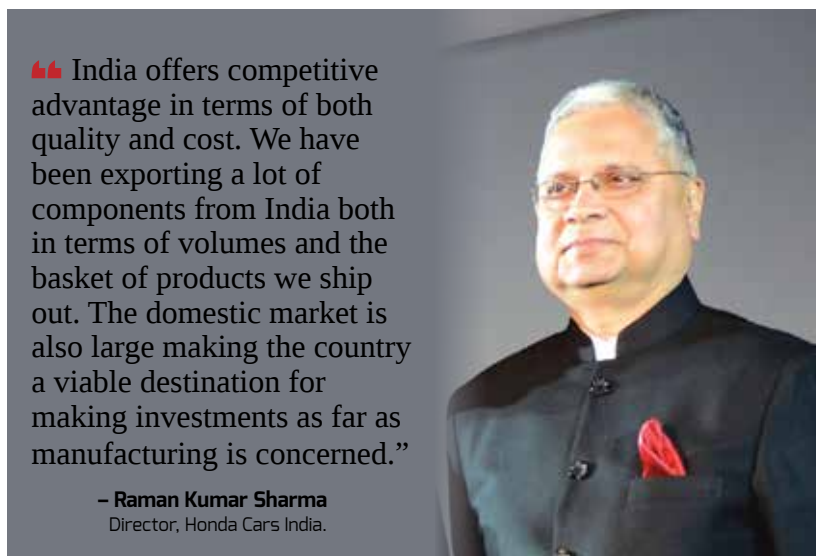 “ India offers competitive
advantage in terms of both
quality and cost. We have
been exporting a lot of
components from India both
in terms of volumes and the
basket of products we ship
out. The domestic market is
also large making the country
a viable destination for
making investments as far as
manufacturing is concerned.”
– Raman Kumar Sharma
Director, Honda Cars India.